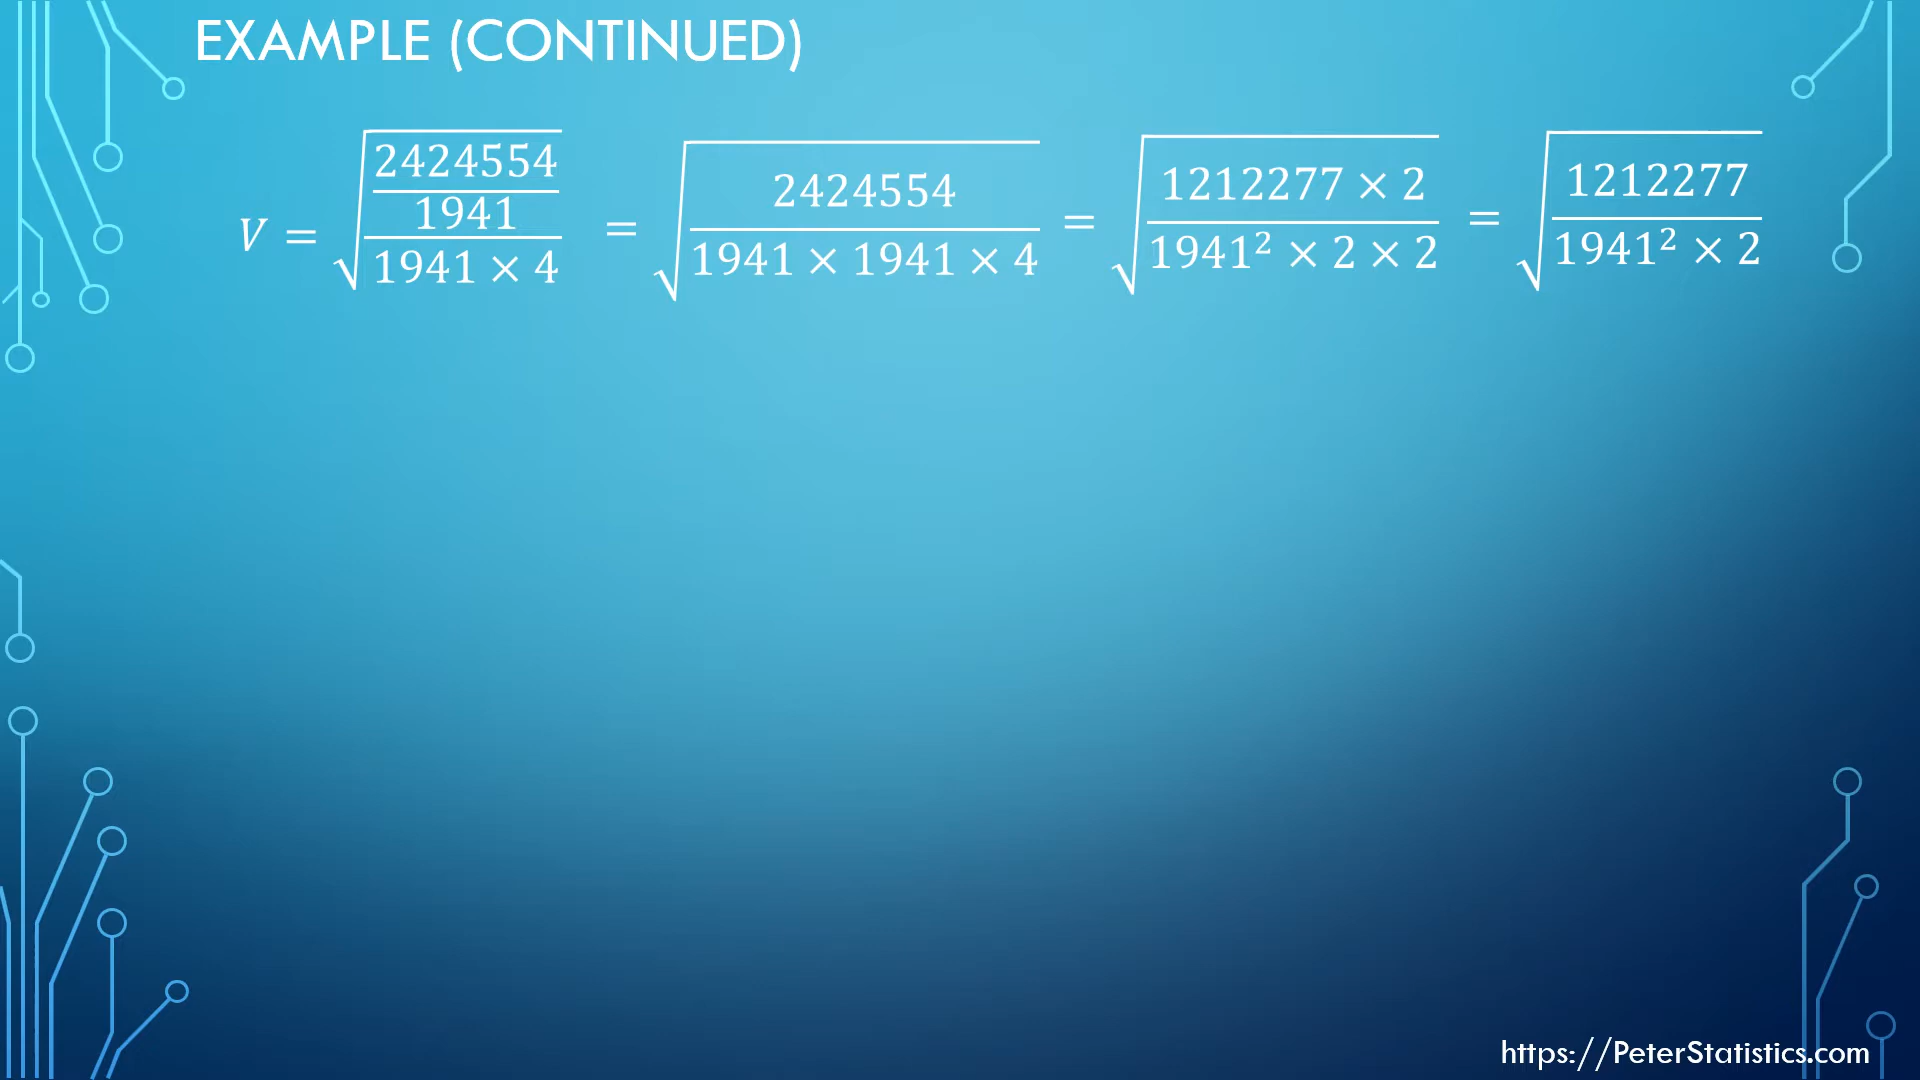 EXAMPLE (CONTINUED)
V = √((2424554/1941)/(1941 × 4)) = √(2424554/(1941 × 1941 × 4)) = √((1212277 × 2)/(1941² × 2 × 2)) = √(1212277/(1941² × 2))
https://PeterStatistics.com